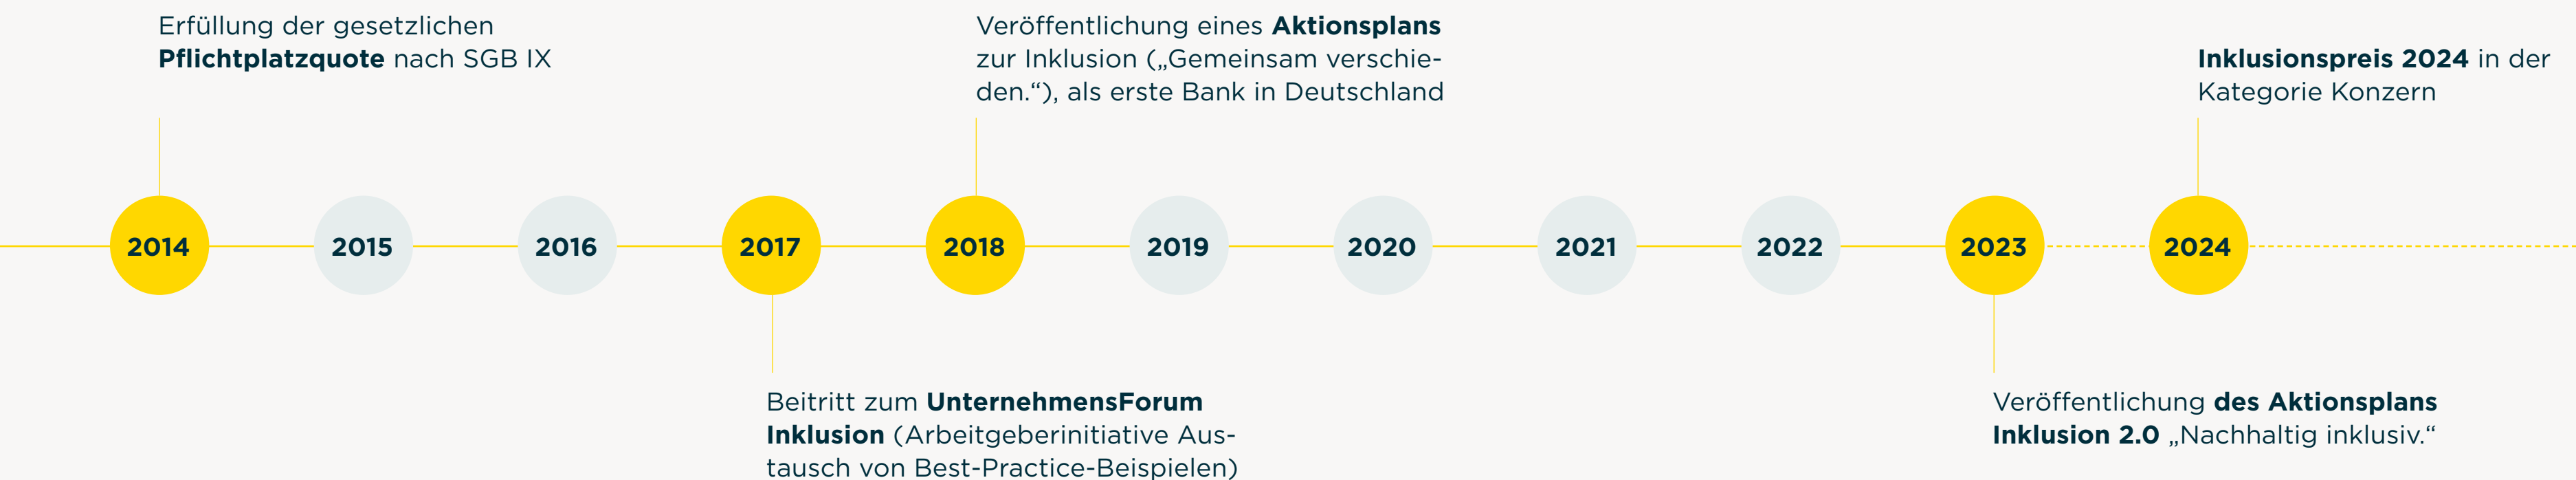 Erfüllung der gesetzlichen
Pflichtplatzquote nach SGB IX
Veröffentlichung eines Aktionsplans
zur Inklusion („Gemeinsam verschie-
den.“), als erste Bank in Deutschland
Inklusionspreis 2024 in der
Kategorie Konzern
2014
2015
2016
2017
2018
2019
2020
2021
2022
2023
2024
Beitritt zum UnternehmensForum
Inklusion (Arbeitgeberinitiative Aus-
tausch von Best-Practice-Beispielen)
Veröffentlichung des Aktionsplans
Inklusion 2.0 „Nachhaltig inklusiv.“